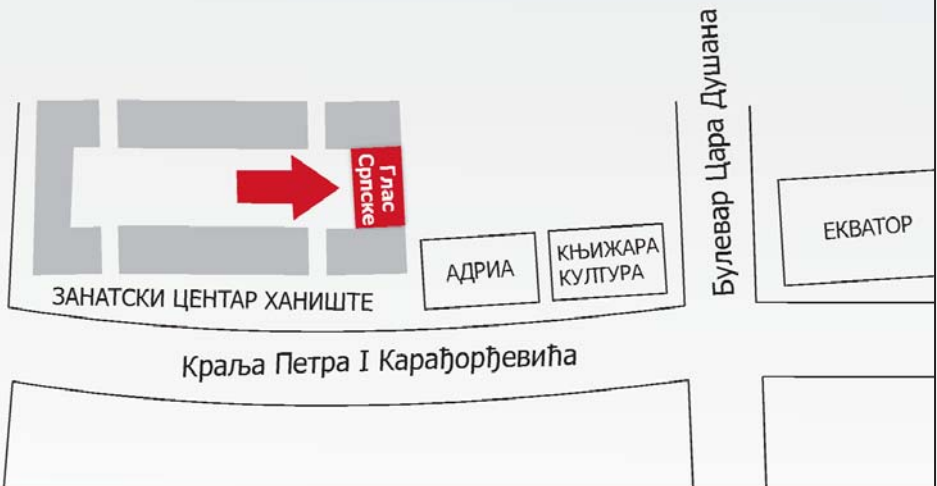 Булевар Цара Душана
Глас
Српске
ЕКВАТОР
АДРИА
КЊИЖАРА
КУЛТУРА
ЗАНАТСКИ ЦЕНТАР ХАНИШТЕ
Краља Петра I Карађорђевића